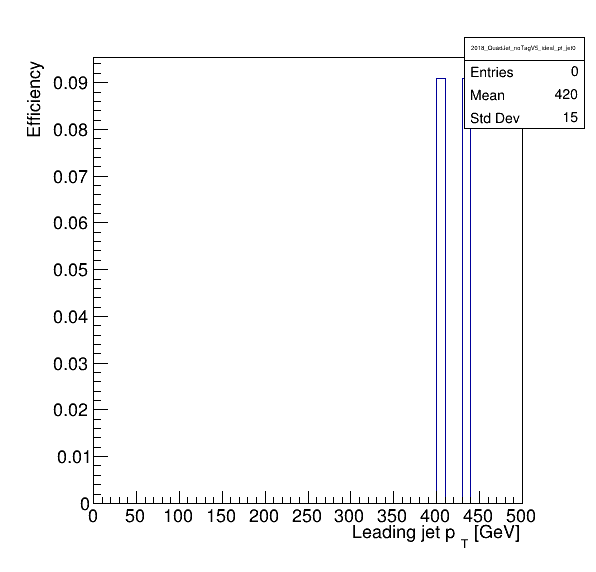 2018_QuadJet_noTagV5_ideal_pt_jet0
Entries 0
Mean 420
Std Dev 15
Efficiency
0.09
0.08
0.07
0.06
0.05
0.04
0.03
0.02
0.01
0
0 50 100 150 200 250 300 350 400 450 500
Leading jet p T [GeV]